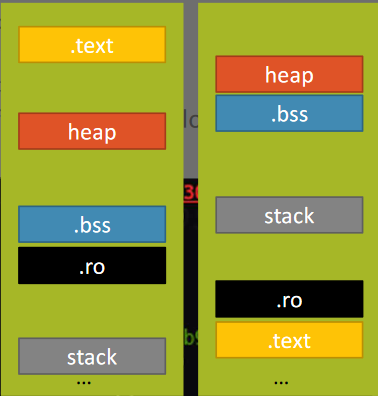 .text
heap
.bss
.ro
stack
...
heap
.bss
stack
.ro
.text
...